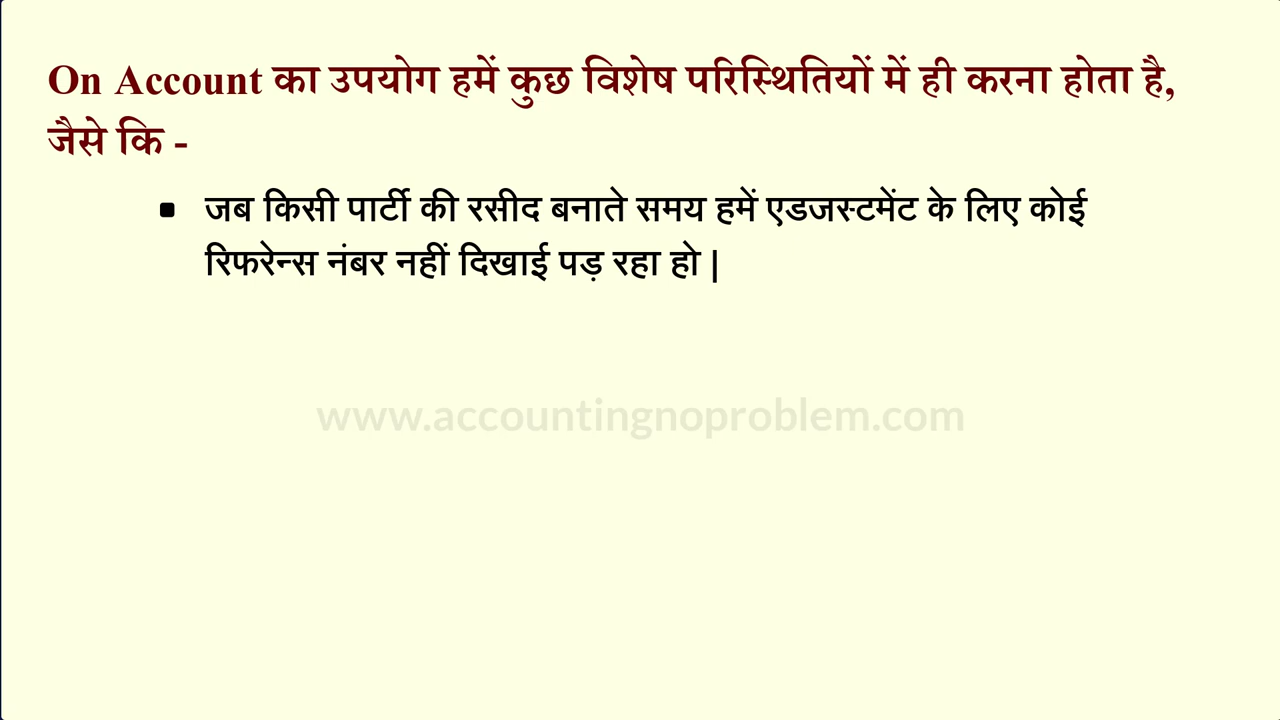 On Account का उपयोग हमें कुछ विशेष परिस्थितियों में ही करना होता है,
जैसे कि -
▪ जब किसी पार्टी की रसीद बनाते समय हमें एडजस्टमेंट के लिए कोई
रिफरेन्स नंबर नहीं दिखाई पड़ रहा हो |
www.accountingnoproblem.com